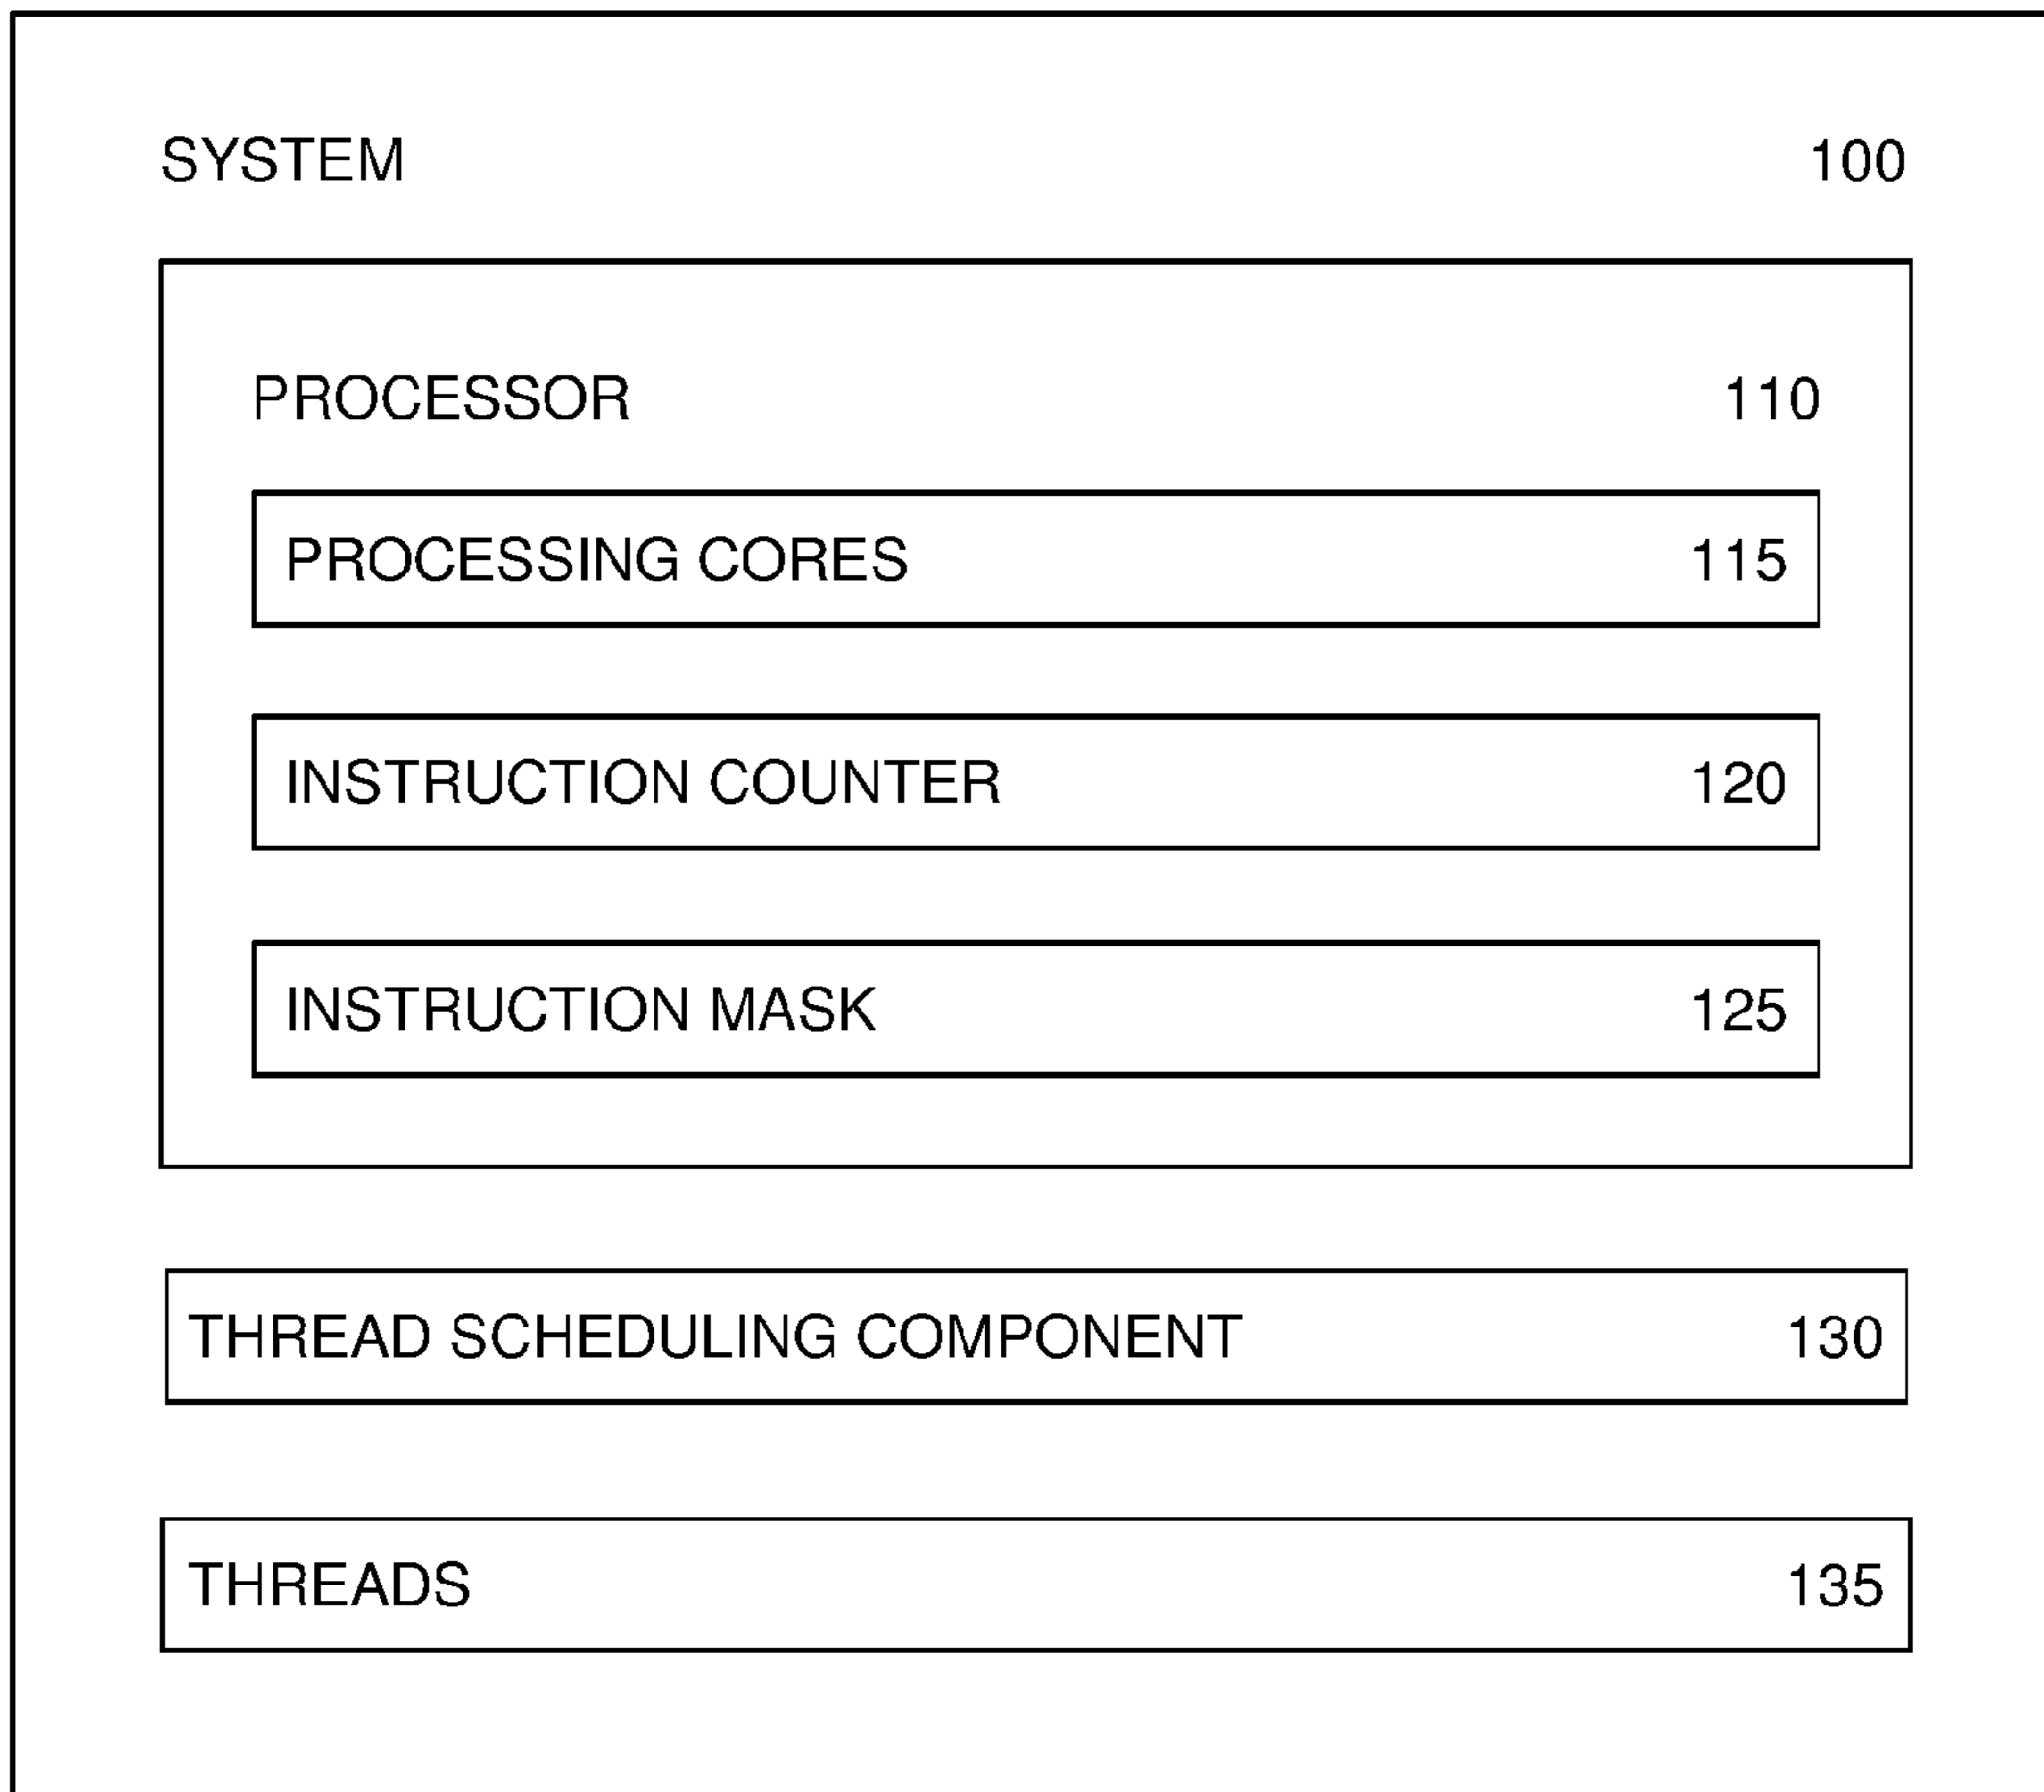 SYSTEM 100
PROCESSOR 110
PROCESSING CORES 115
INSTRUCTION COUNTER 120
INSTRUCTION MASK 125
THREAD SCHEDULING COMPONENT 130
THREADS 135